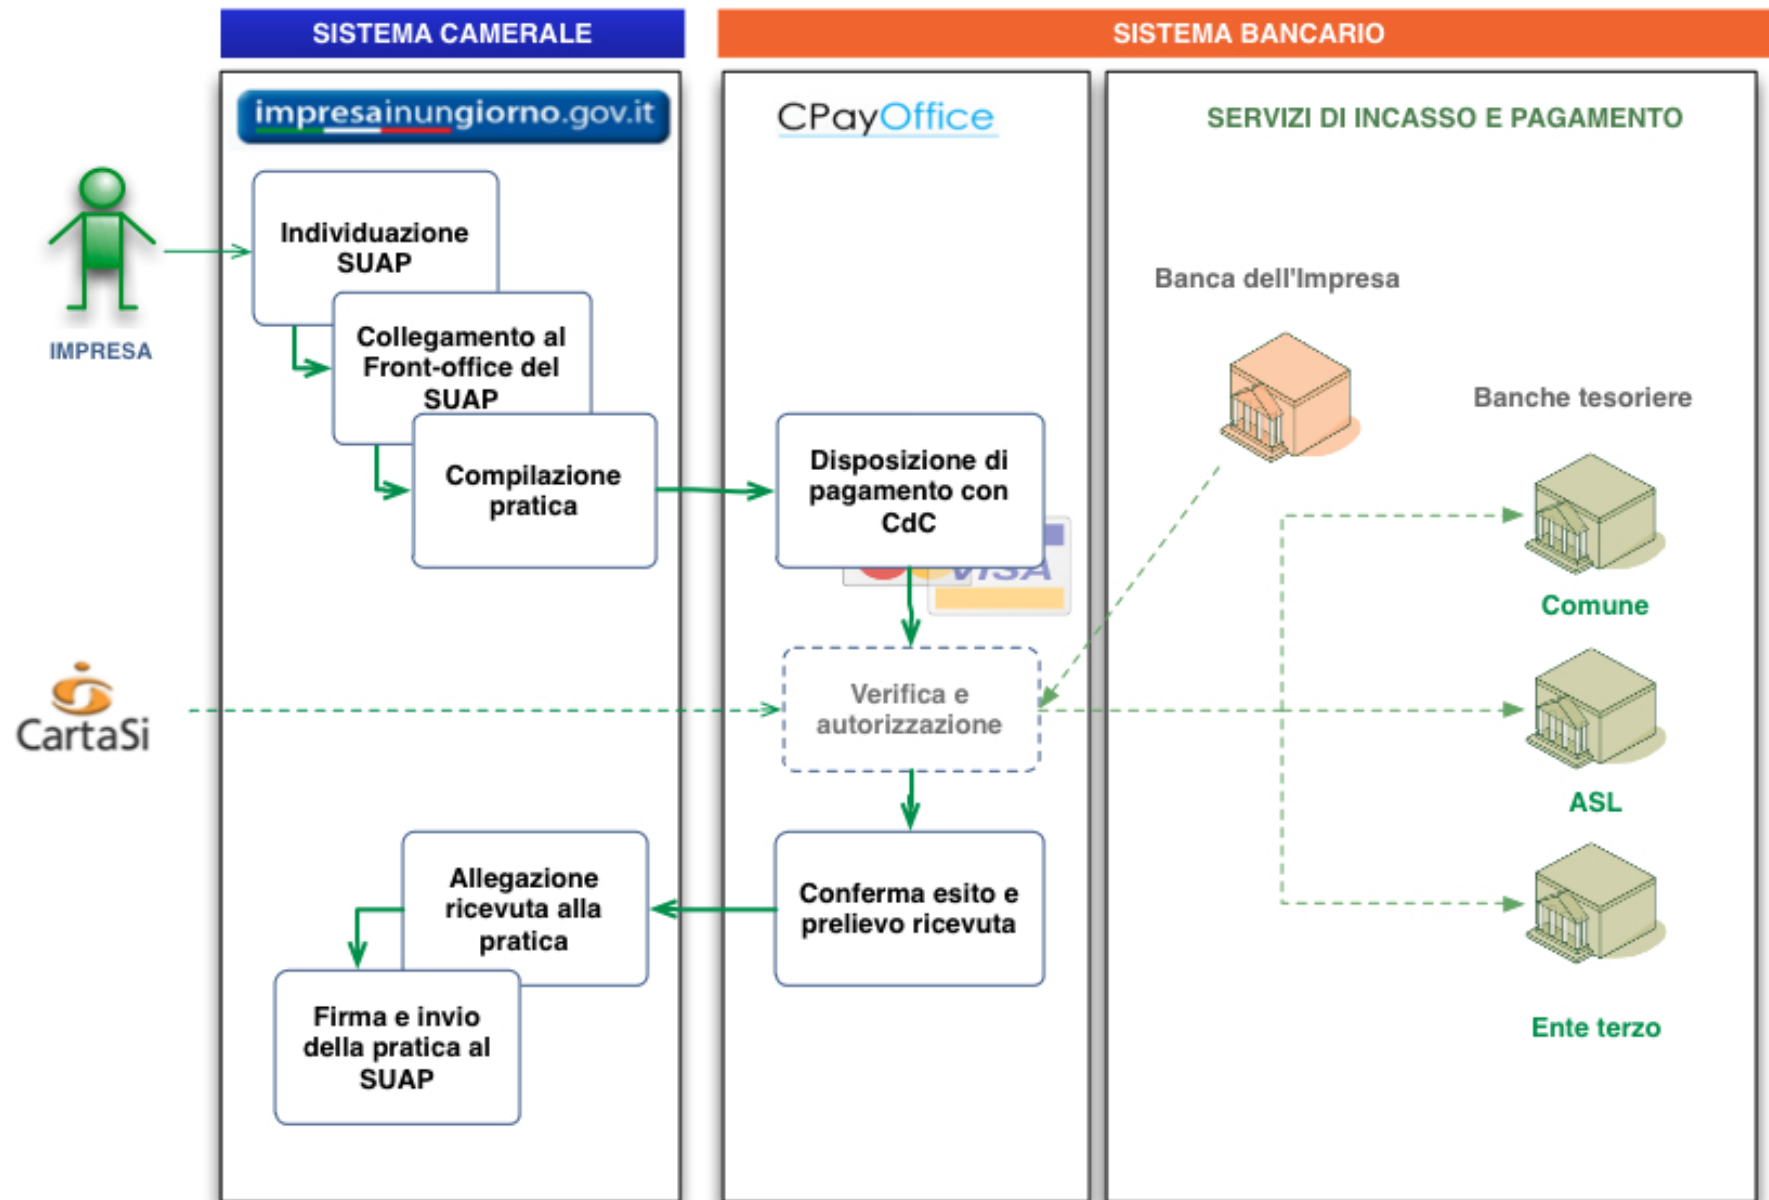 SISTEMA CAMERALE
SISTEMA BANCARIO
impresainungiorno.gov.it
CPayOffice
SERVIZI DI INCASSO E PAGAMENTO
IMPRESA
Individuazione
SUAP
Collegamento al
Front-office del
SUAP
Compilazione
pratica
Disposizione di
pagamento con
CdC
VISA
Banca dell'Impresa
Banche tesoriere
Comune
CartaSi
Verifica e
autorizzazione
ASL
Allegazione
ricevuta alla
pratica
Conferma esito e
prelievo ricevuta
Firma e invio
della pratica al
SUAP
Ente terzo